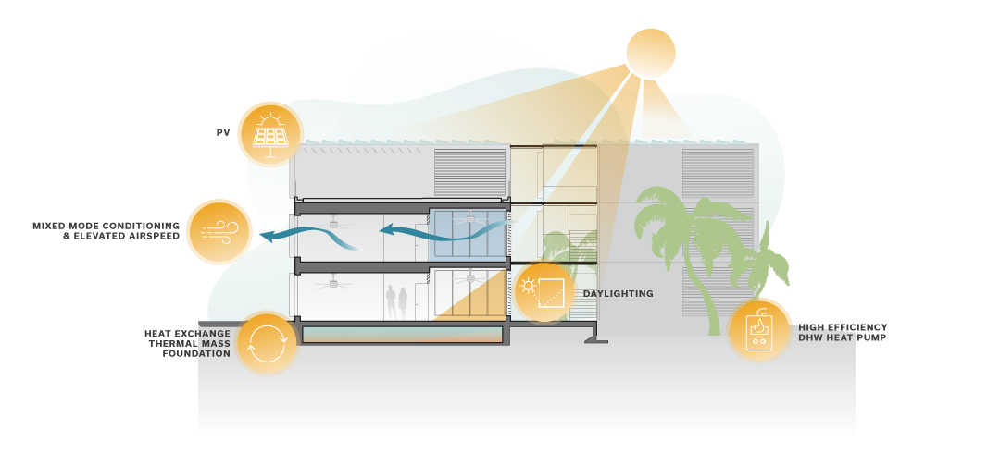 PV
MIXED MODE CONDITIONING
& ELEVATED AIRSPEED
DAYLIGHTING
HEAT EXCHANGE
THERMAL MASS
FOUNDATION
HIGH EFFICIENCY
DHW HEAT PUMP